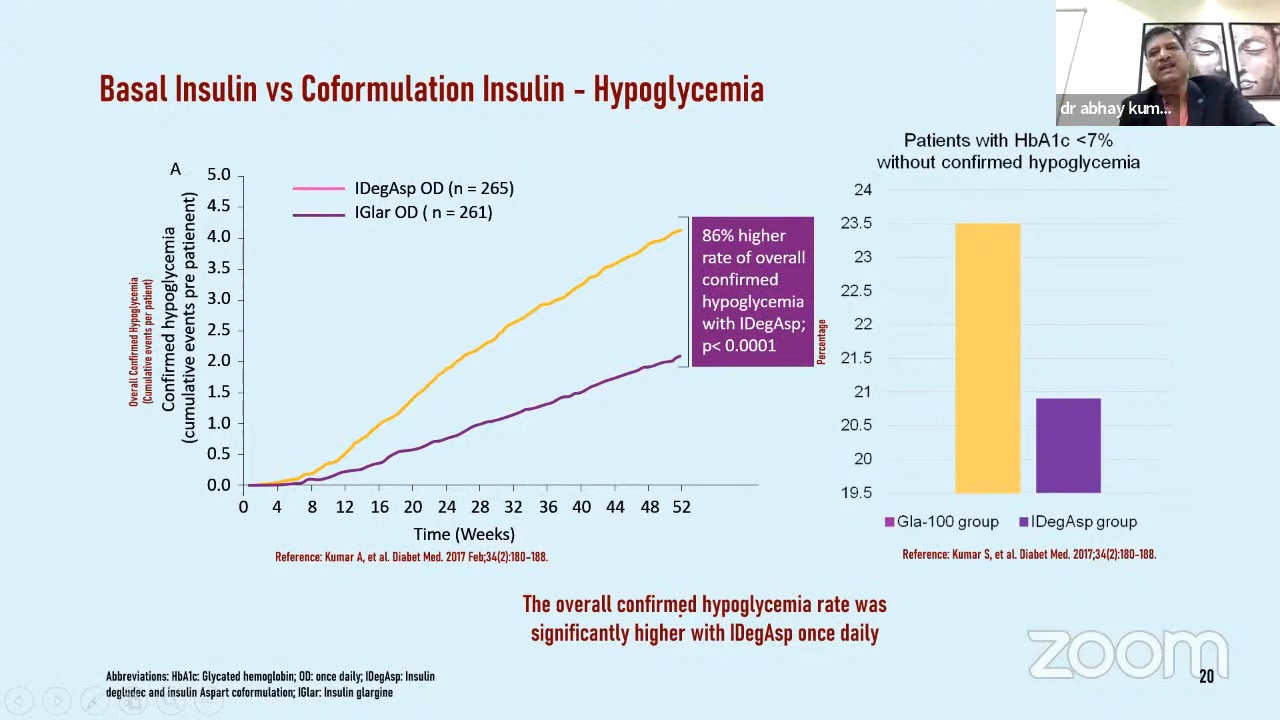 Basal Insulin vs Coformulation Insulin - Hypoglycemia
dr abhay kum...
A
5.0
4.5
4.0
3.5
3.0
2.5
2.0
1.5
1.0
0.5
0.0
Overall Confirmed Hypoglycemia
(Cumulative events per patient)
Confirmed hypoglycemia
(cumulative events pre patienent)
IDegAsp OD (n = 265)
IGlar OD ( n = 261)
86% higher
rate of overall
confirmed
hypoglycemia
with IDegAsp;
p< 0.0001
0 4 8 12 16 20 24 28 32 36 40 44 48 52
Time (Weeks)
Reference: Kumar A, et al. Diabet Med. 2017 Feb;34(2):180-188.
Patients with HbA1c <7%
without confirmed hypoglycemia
Percentage
24
23.5
23
22.5
22
21.5
21
20.5
20
19.5
Gla-100 group IDegAsp group
Reference: Kumar S, et al. Diabet Med. 2017;34(2):180-188.
The overall confirmed hypoglycemia rate was
significantly higher with IDegAsp once daily
zoom
20
Abbreviations: HbA1c: Glycated hemoglobin; OD: once daily; IDegAsp: Insulin
degludec and insulin Aspart coformulation; IGlar: Insulin glargine